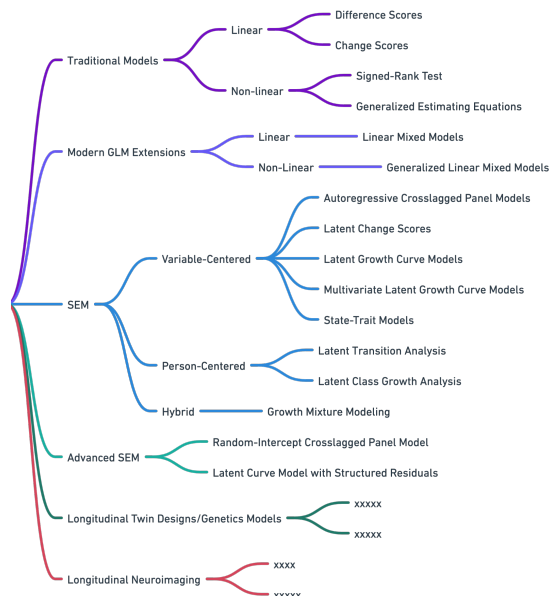 Traditional Models
Linear
Difference Scores
Change Scores
Non-linear
Signed-Rank Test
Generalized Estimating Equations
Modern GLM Extensions
Linear
Linear Mixed Models
Non-Linear
Generalized Linear Mixed Models
SEM
Variable-Centered
Autoregressive Crosslagged Panel Models
Latent Change Scores
Latent Growth Curve Models
Multivariate Latent Growth Curve Models
State-Trait Models
Person-Centered
Latent Transition Analysis
Latent Class Growth Analysis
Hybrid
Growth Mixture Modeling
Advanced SEM
Random-Intercept Crosslagged Panel Model
Latent Curve Model with Structured Residuals
Longitudinal Twin Designs/Genetics Models
xxxxx
xxxxx
Longitudinal Neuroimaging
xxxx
xxxxx